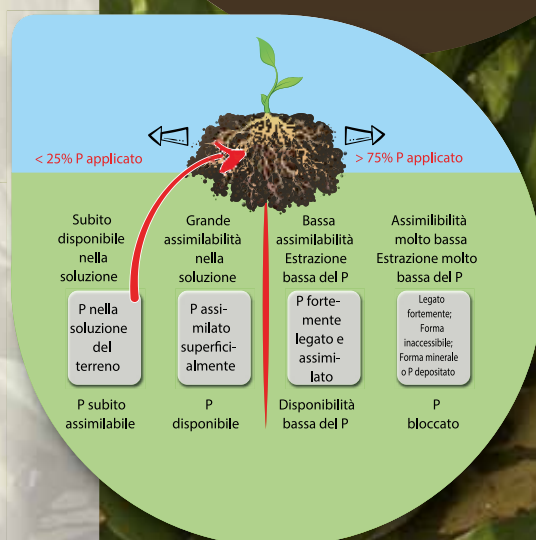 < 25% P applicato
> 75% P applicato
Subito
disponibile
nella
soluzione
Grande
assimilabilità
nella
soluzione
Bassa
assimilabilità
Estrazione
bassa del P
Assimilibilità
molto bassa
Estrazione molto
bassa del P
P nella
soluzione
del
terreno
P assi-
milato
superfici-
almente
P forte-
mente
legato e
assimi-
lato
Legato
fortemente;
Forma
inaccessibile;
Forma minerale
o P depositato
P subito
assimilabile
P
disponibile
Disponibilità
bassa del P
P
bloccato